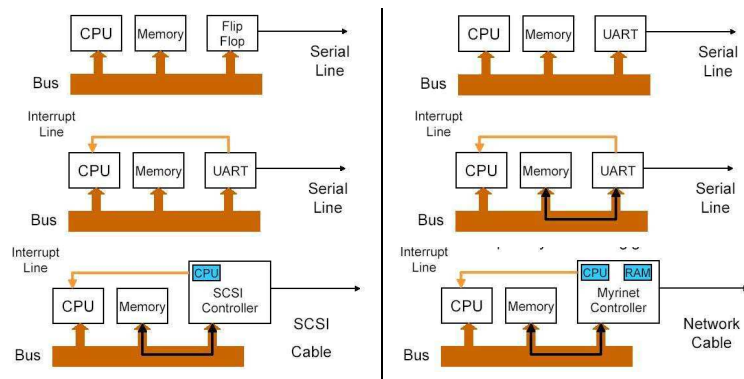 CPU
Memory
Flip
Flop
Serial
Line
Bus
CPU
Memory
UART
Serial
Line
Bus
Interrupt
Line
CPU
Memory
UART
Serial
Line
Bus
Interrupt
Line
CPU
Memory
UART
Serial
Line
Bus
Interrupt
Line
CPU
CPU
Memory
SCSI
Controller
SCSI
Cable
Bus
Interrupt
Line
CPU
RAM
CPU
Memory
Myrinet
Controller
Network
Cable
Bus